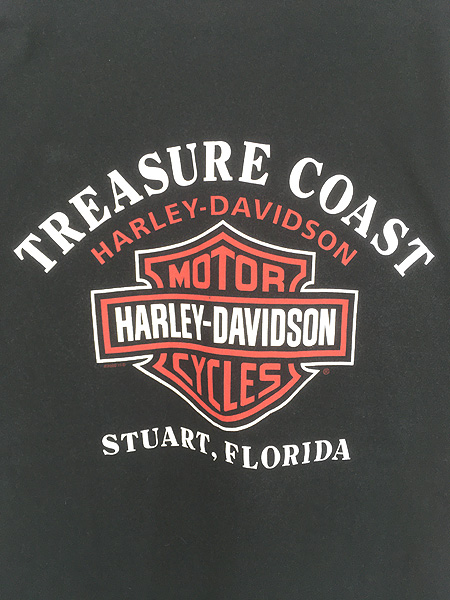 TREASURE COAST
HARLEY-DAVIDSON
MOTOR
HARLEY-DAVIDSON
CYCLES
®
STUART, FLORIDA